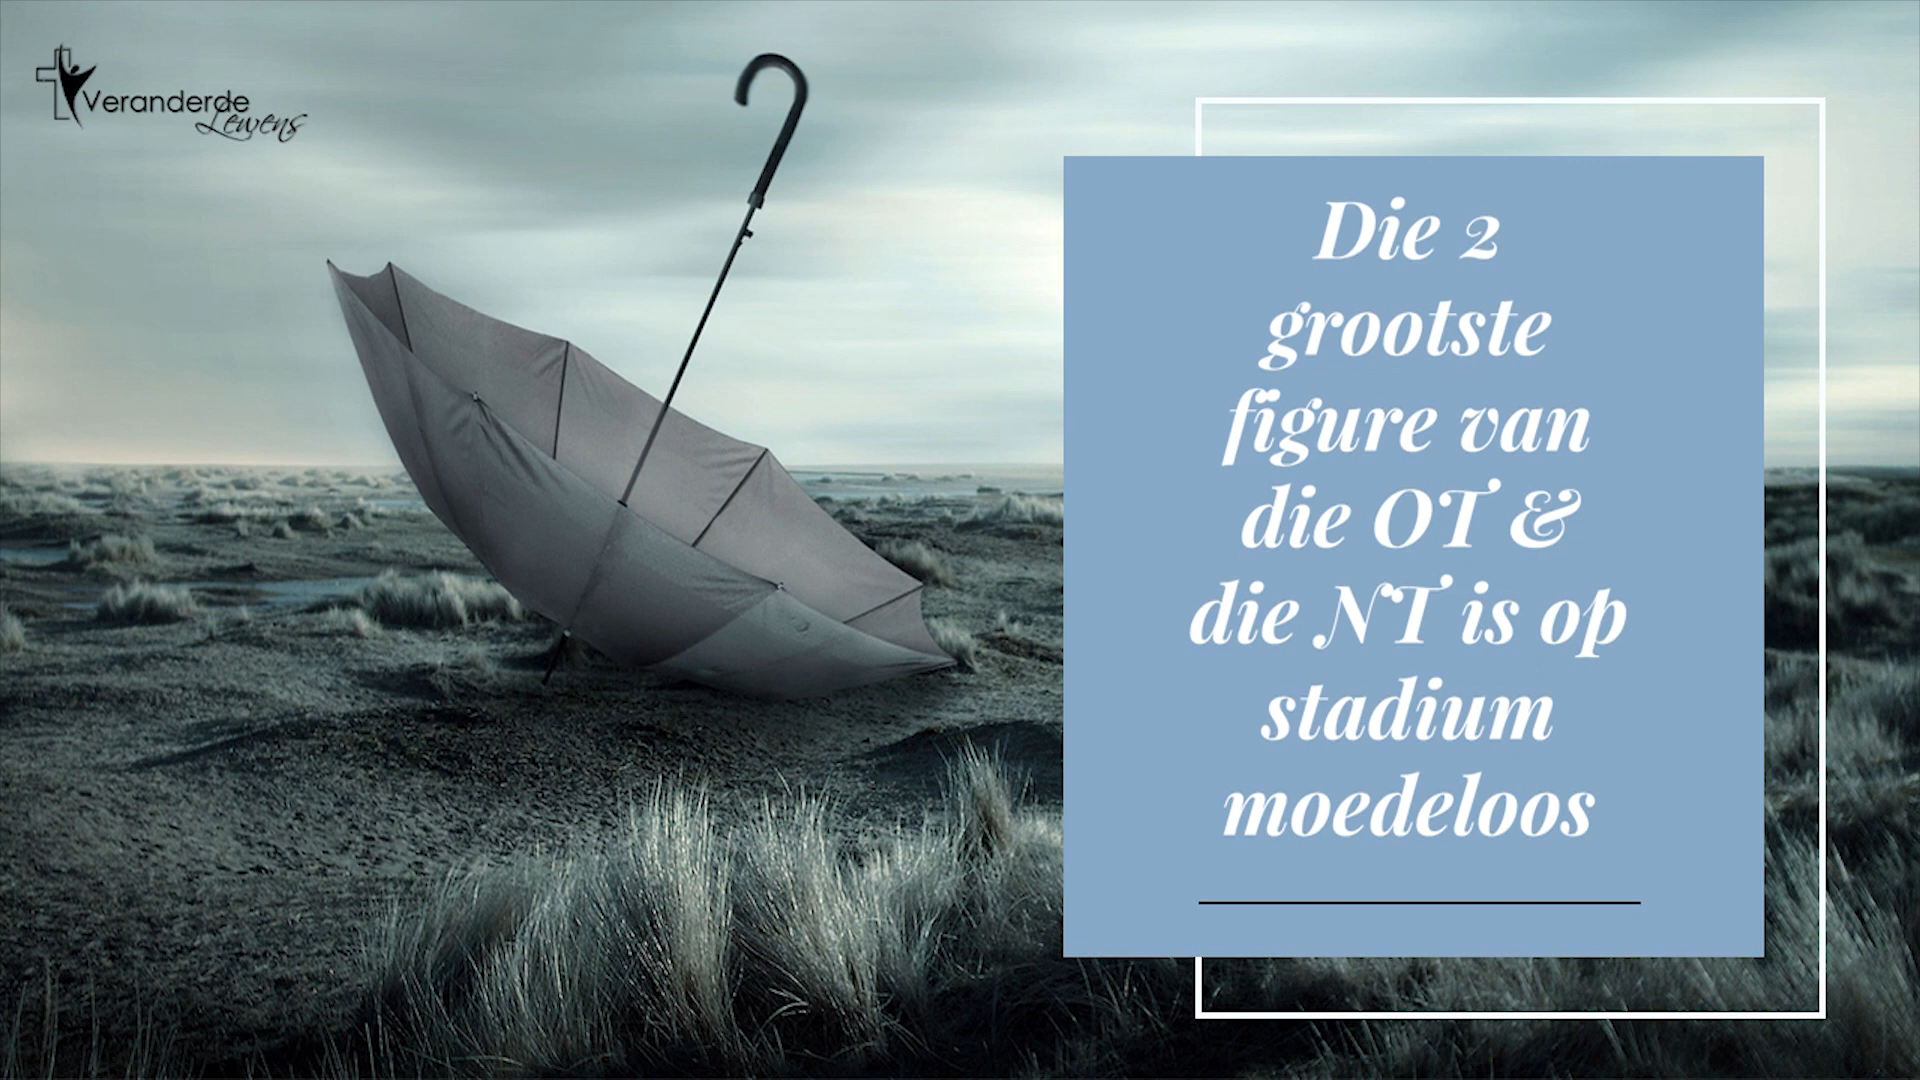 Veranderde
Lewens
Die 2
grootste
figure van
die OT &
die NT is op
stadium
moedeloos